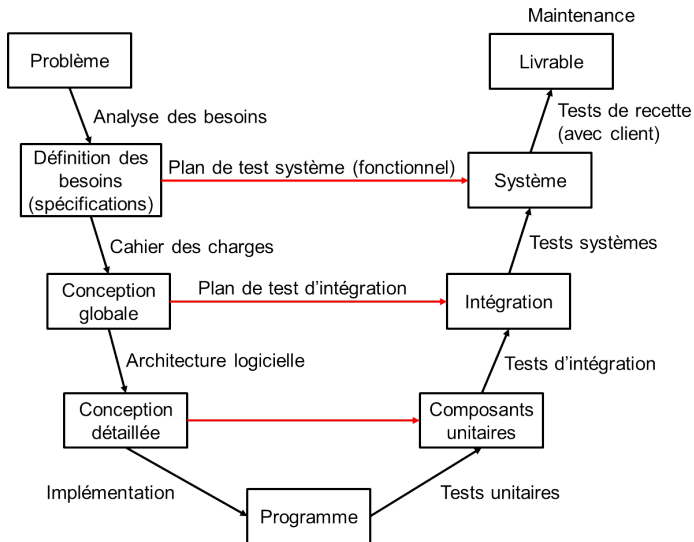 Maintenance
Problème
Livrable
Analyse des besoins
Tests de recette
(avec client)
Définition des
besoins
(spécifications)
Plan de test système (fonctionnel)
Système
Cahier des charges
Tests systèmes
Conception
globale
Plan de test d’intégration
Intégration
Architecture logicielle
Tests d’intégration
Conception
détaillée
Composants
unitaires
Implémentation
Programme
Tests unitaires